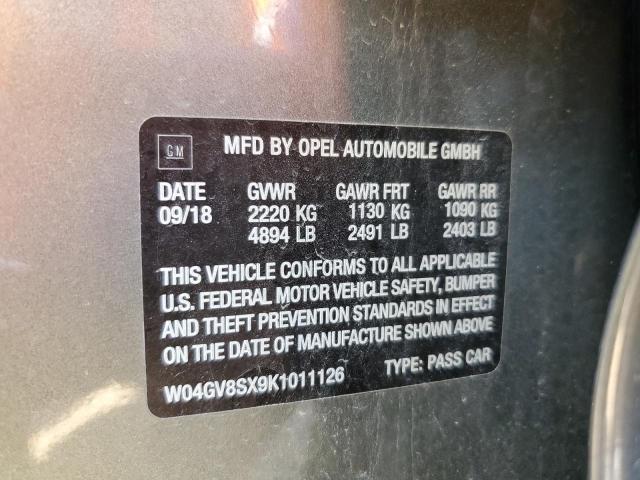 GM MFD BY OPEL AUTOMOBILE GMBH
DATE GVWR GAWR FRT GAWR RR
09/18 2220 KG 1130 KG 1090 KG
4894 LB 2491 LB 2403 LB
THIS VEHICLE CONFORMS TO ALL APPLICABLE
U.S. FEDERAL MOTOR VEHICLE SAFETY, BUMPER
AND THEFT PREVENTION STANDARDS IN EFFECT
ON THE DATE OF MANUFACTURE SHOWN ABOVE
W04GV8SX9K1011126 TYPE: PASS CAR